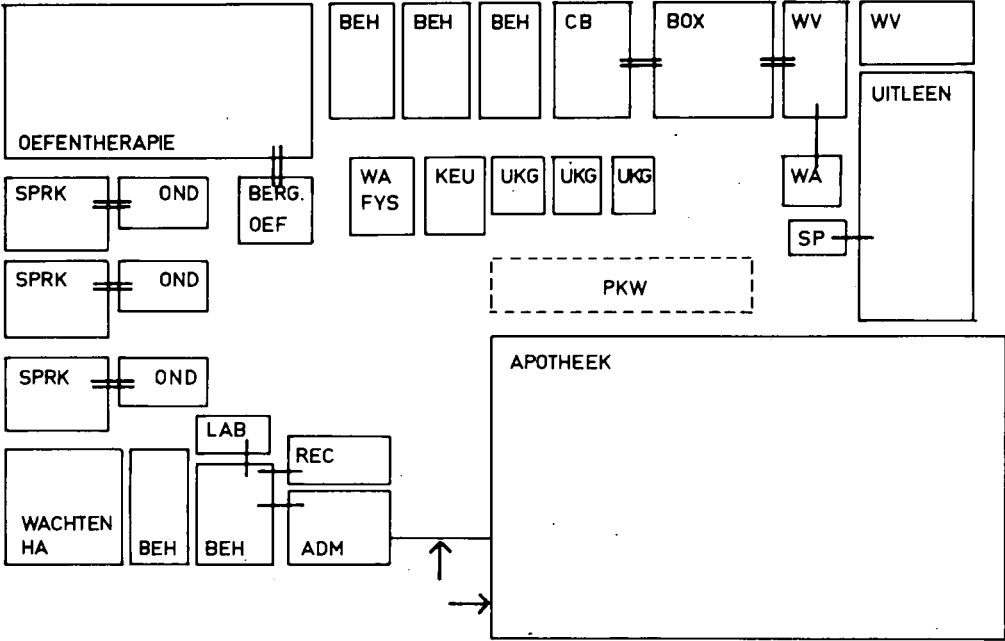 BEH BEH BEH CB BOX WV WV
UITLEEN
OEFENTHERAPIE
SPRK OND BERG. OEF WA FYS KEU UKG UKG UKG WA
SP
SPRK OND PKW
APOTHEEK
SPRK OND
LAB
REC
WACHTEN HA BEH BEH ADM